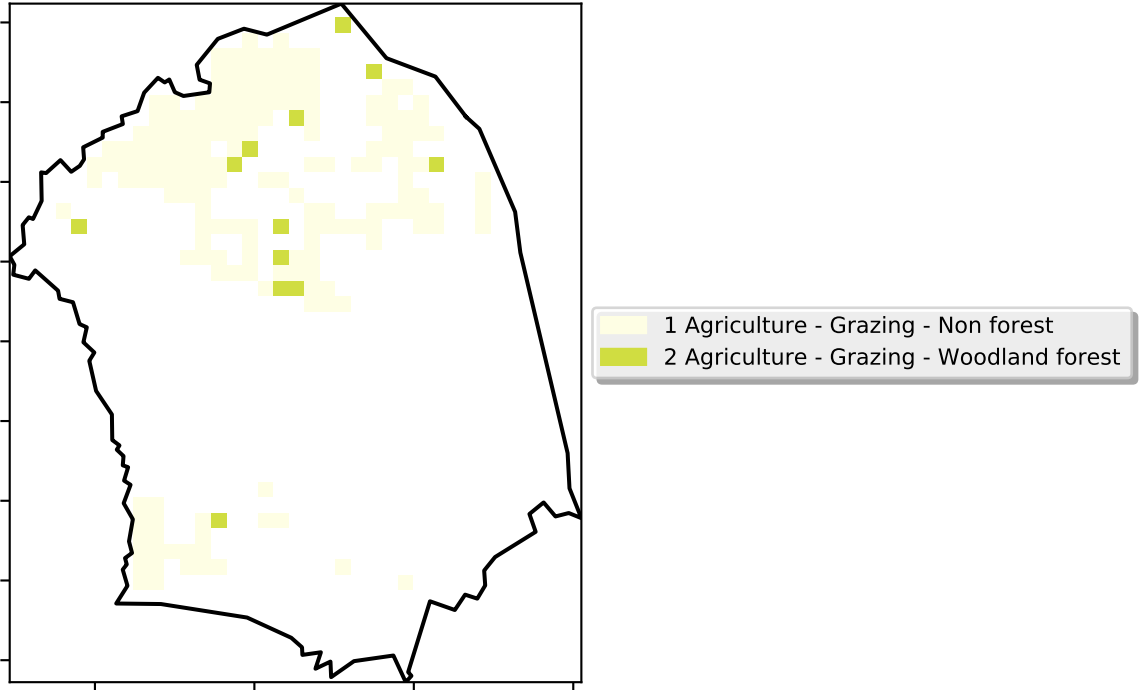 1 Agriculture - Grazing - Non forest
2 Agriculture - Grazing - Woodland forest